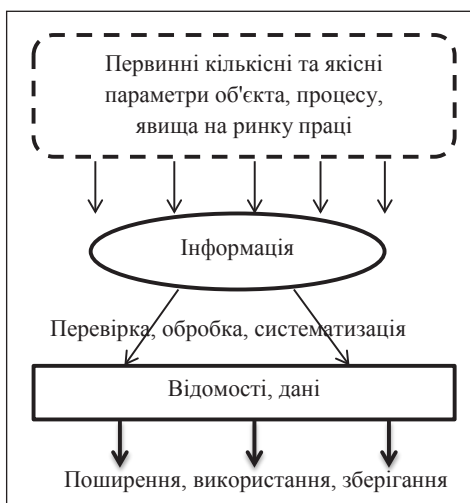 Первинні кількісні та якісні
параметри об'єкта, процесу,
явища на ринку праці
Інформація
Перевірка, обробка, систематизація
Відомості, дані
Поширення, використання, зберігання